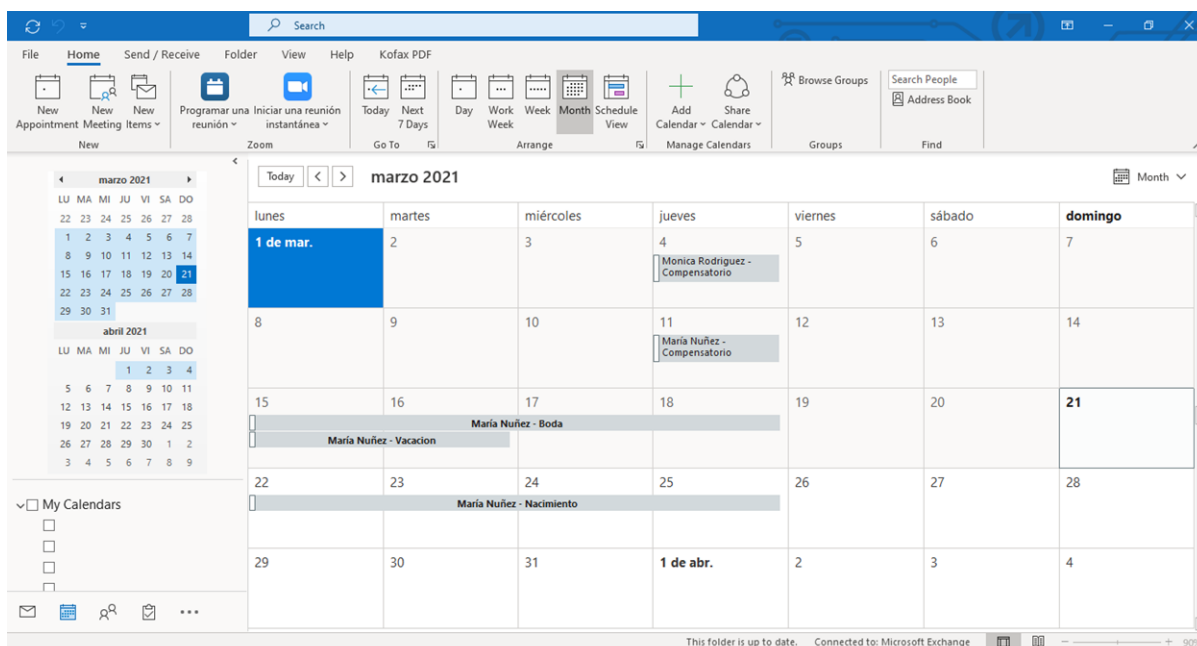 Search
File Home Send / Receive Folder View Help Kofax PDF
New Appointment
New Meeting
New Items
New
Programar una reunión
Iniciar una reunión instantánea
Zoom
Today
Next 7 Days
Go To
Day
Work Week
Week
Month
Schedule View
Arrange
Add Calendar
Share Calendar
Manage Calendars
Browse Groups
Groups
Search People
Address Book
Find
marzo 2021
LU MA MI JU VI SA DO
22 23 24 25 26 27 28
1 2 3 4 5 6 7
8 9 10 11 12 13 14
15 16 17 18 19 20 21
22 23 24 25 26 27 28
29 30 31
abril 2021
LU MA MI JU VI SA DO
1 2 3 4
5 6 7 8 9 10 11
12 13 14 15 16 17 18
19 20 21 22 23 24 25
26 27 28 29 30 1 2
3 4 5 6 7 8 9
My Calendars
Today marzo 2021 Month
lunes martes miércoles jueves viernes sábado domingo
1 de mar. 2 3 4 5 6 7
Monica Rodriguez -
Compensatorio
8 9 10 11 12 13 14
María Nuñez -
Compensatorio
15 16 17 18 19 20 21
María Nuñez - Boda
María Nuñez - Vacacion
22 23 24 25 26 27 28
María Nuñez - Nacimiento
29 30 31 1 de abr. 2 3 4
This folder is up to date. Connected to: Microsoft Exchange